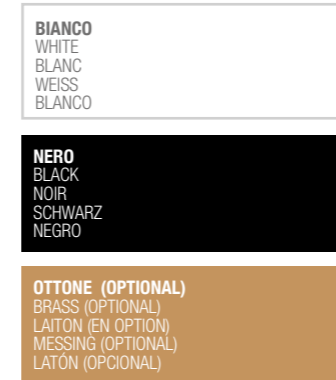 BIANCO
WHITE
BLANC
WEISS
BLANCO
NERO
BLACK
NOIR
SCHWARZ
NEGRO
OTTONE (OPTIONAL)
BRASS (OPTIONAL)
LAITON (EN OPTION)
MESSING (OPTIONAL)
LATÓN (OPCIONAL)